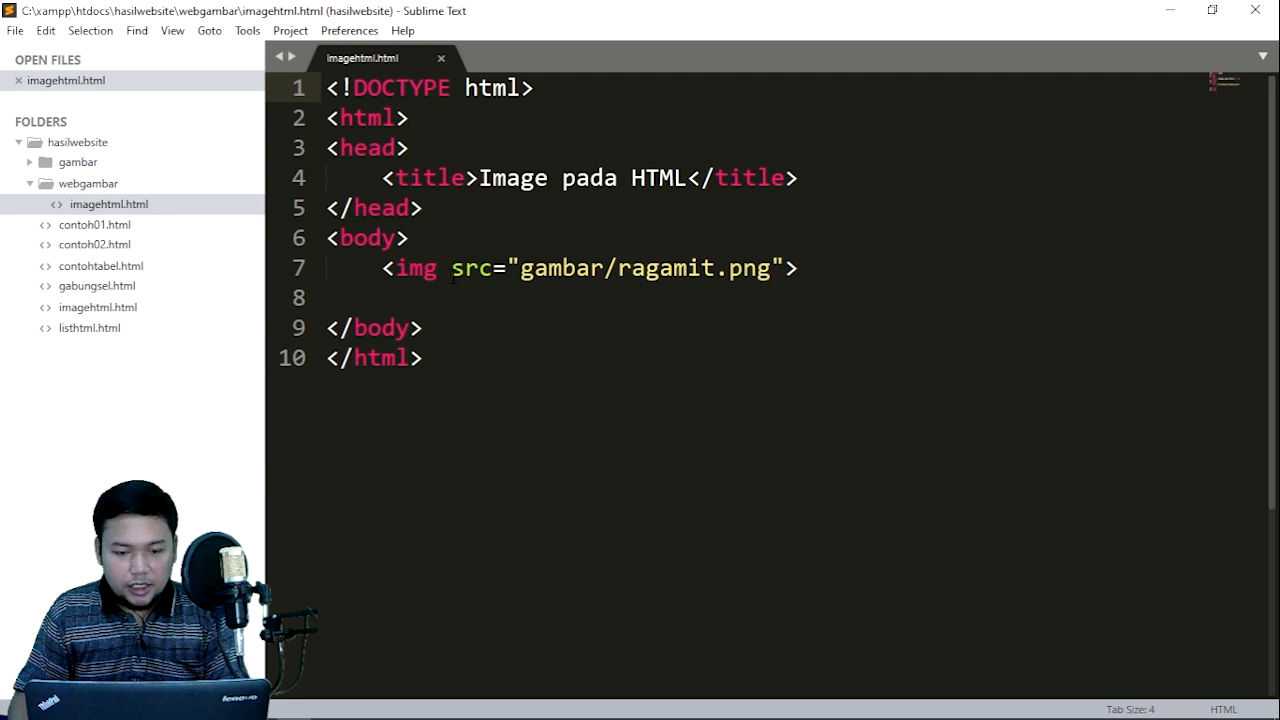 C:\xampp\htdocs\hasilwebsite\webgambar\imagehtml.html (hasilwebsite) - Sublime Text
File Edit Selection Find View Goto Tools Project Preferences Help
OPEN FILES
imagehtml.html
FOLDERS
hasilwebsite
gambar
webgambar
imagehtml.html
contoh01.html
contoh02.html
contohtabel.html
gabungsel.html
imagehtml.html
listhtml.html
imagehtml.html
1 <!DOCTYPE html>
2 <html>
3 <head>
4 <title>Image pada HTML</title>
5 </head>
6 <body>
7 <img src="gambar/ragamit.png">
8
9 </body>
10 </html>
ThinkPad
lenovo
Tab Size: 4 HTML